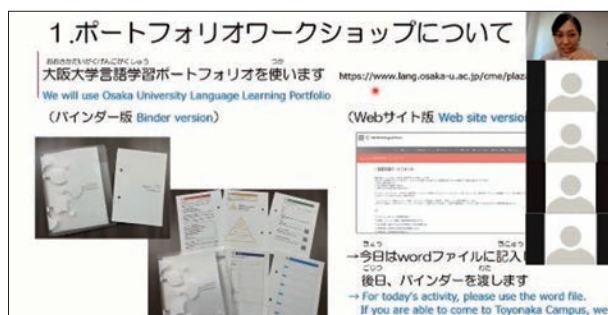 1.ポートフォリオワークショップについて
おおさかだいがくげんごがくしゅう
つか
大阪大学言語学習ポートフォリオを使います
https://www.lang.osaka-u.ac.jp/cme/plaza
We will use Osaka University Language Learning Portfolio
(バインダー版 Binder version)
(Webサイト版 Web site version
きょう
きにゅう
→今日はwordファイルに記入し
ごじつ
わた
後日、バインダーを渡します
→ For today's activity, please use the word file.
If you are able to come to Toyonaka Campus, we